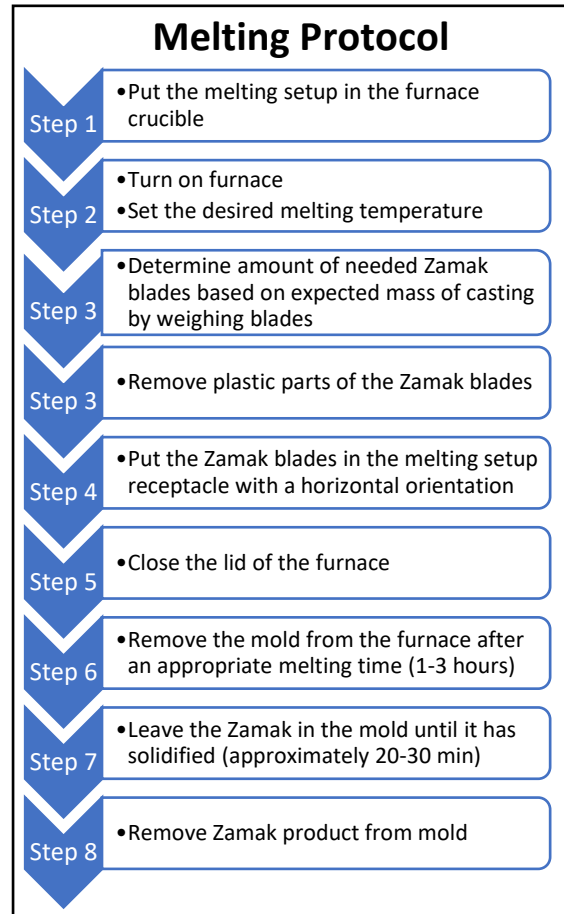 Melting Protocol
Step 1
•Put the melting setup in the furnace
crucible
Step 2
•Turn on furnace
•Set the desired melting temperature
Step 3
•Determine amount of needed Zamak
blades based on expected mass of casting
by weighing blades
Step 3
•Remove plastic parts of the Zamak blades
Step 4
•Put the Zamak blades in the melting setup
receptacle with a horizontal orientation
Step 5
•Close the lid of the furnace
Step 6
•Remove the mold from the furnace after
an appropriate melting time (1-3 hours)
Step 7
•Leave the Zamak in the mold until it has
solidified (approximately 20-30 min)
Step 8
•Remove Zamak product from mold